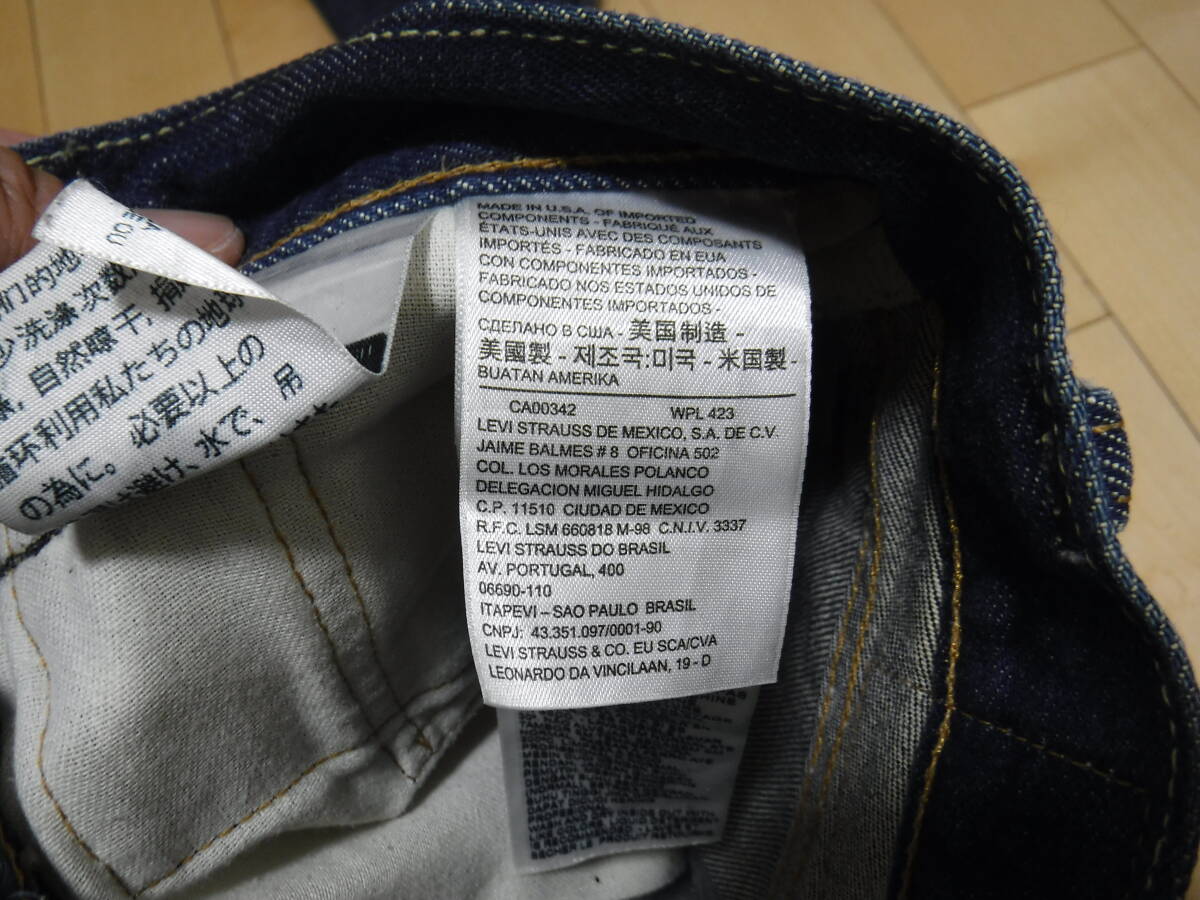 MADE IN U.S.A. OF IMPORTED
COMPONENTS - FABRIQUÉ AUX
ÉTATS-UNIS AVEC DES COMPOSANTS
IMPORTÉS - FABRICADO EN EUA
CON COMPONENTES IMPORTADOS -
FABRICADO NOS ESTADOS UNIDOS DE
COMPONENTES IMPORTADOS -
СДЕЛАНО В США - 美国制造 -
美國製 - 제조국:미국 - 米国製 -
BUATAN AMERIKA
CA00342 WPL 423
LEVI STRAUSS DE MEXICO, S.A. DE C.V.
JAIME BALMES # 8 OFICINA 502
COL. LOS MORALES POLANCO
DELEGACION MIGUEL HIDALGO
C.P. 11510 CIUDAD DE MEXICO
R.F.C. LSM 660818 M-98 C.N.I.V. 3337
LEVI STRAUSS DO BRASIL
AV. PORTUGAL, 400
06690-110
ITAPEVI – SAO PAULO BRASIL
CNPJ: 43.351.097/0001-90
LEVI STRAUSS & CO. EU SCA/CVA
LEONARDO DA VINCILAAN, 19 - D
们的地
少洗涤次数
自然晾干,
循环利用私たちの地球
の為に。必要以上の
避け、水で、吊